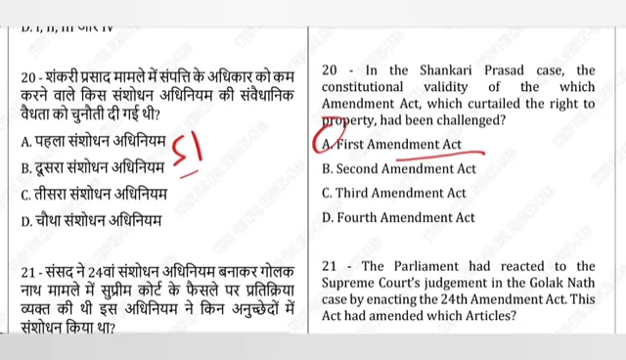 D. I, II, III और IV
20 - शंकरी प्रसाद मामले में संपत्ति के अधिकार को कम
करने वाले किस संशोधन अधिनियम की संवैधानिक
वैधता को चुनौती दी गई थी?
A. पहला संशोधन अधिनियम
B. दूसरा संशोधन अधिनियम
C. तीसरा संशोधन अधिनियम
D. चौथा संशोधन अधिनियम
51
21 - संसद ने 24वां संशोधन अधिनियम बनाकर गोलक
नाथ मामले में सुप्रीम कोर्ट के फैसले पर प्रतिक्रिया
व्यक्त की थी इस अधिनियम ने किन अनुच्छेदों में
संशोधन किया था?
20 - In the Shankari Prasad case, the
constitutional validity of the which
Amendment Act, which curtailed the right to
property, had been challenged?
A. First Amendment Act
B. Second Amendment Act
C. Third Amendment Act
D. Fourth Amendment Act
21 - The Parliament had reacted to the
Supreme Court's judgement in the Golak Nath
case by enacting the 24th Amendment Act. This
Act had amended which Articles?